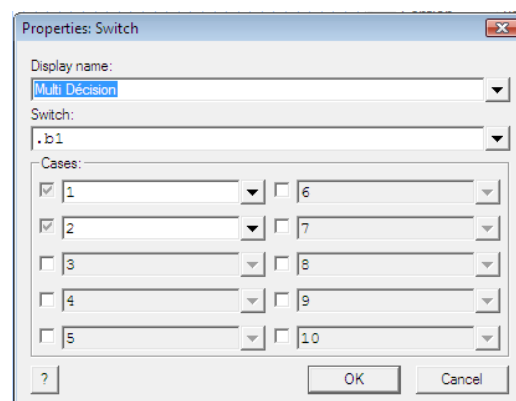 Properties: Switch
Display name:
Multi Décision
Switch:
.b1
Cases:
1 6
2 7
3 8
4 9
5 10
? OK Cancel